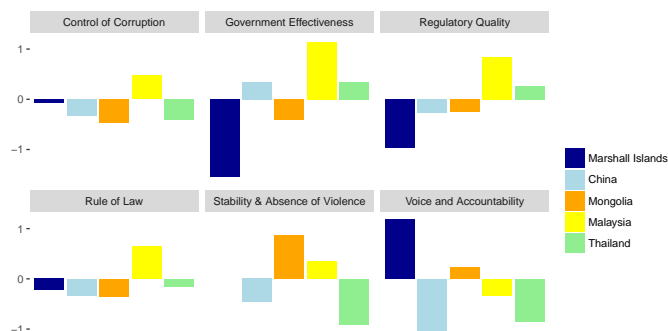 Control of Corruption
Government Effectiveness
Regulatory Quality
1
0
−1
Rule of Law
Stability & Absence of Violence
Voice and Accountability
1
0
−1
Marshall Islands
China
Mongolia
Malaysia
Thailand